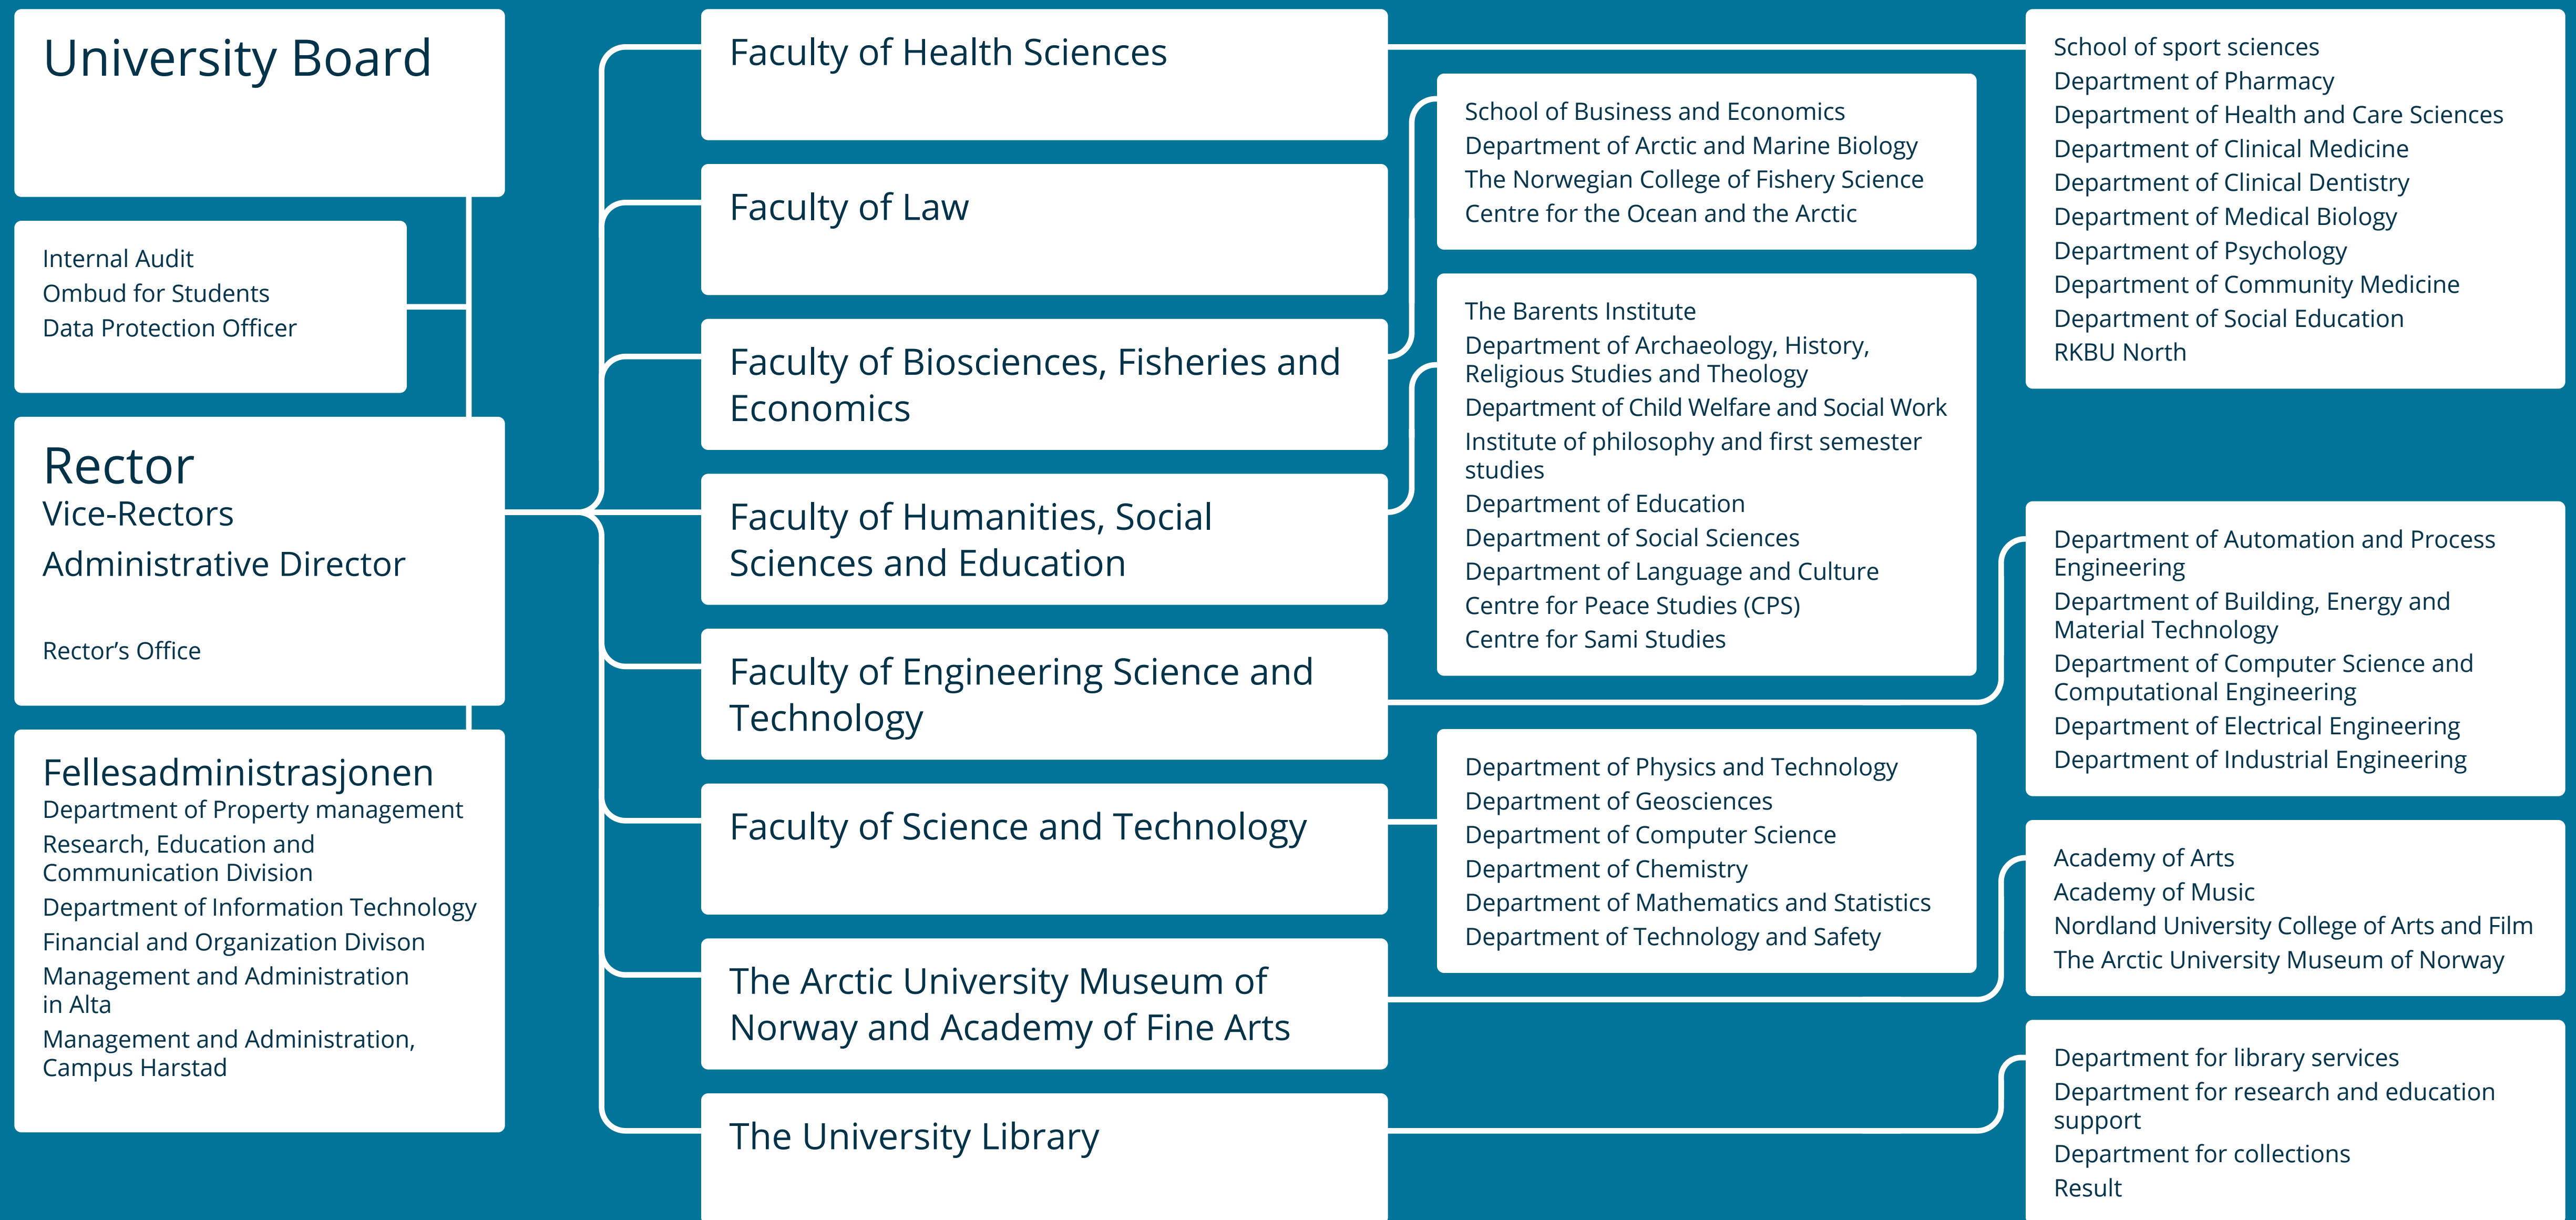 University Board
Internal Audit
Ombud for Students
Data Protection Officer
Rector
Vice-Rectors
Administrative Director
Rector’s Office
Fellesadministrasjonen
Department of Property management
Research, Education and
Communication Division
Department of Information Technology
Financial and Organization Divison
Management and Administration
in Alta
Management and Administration,
Campus Harstad
Faculty of Health Sciences
Faculty of Law
Faculty of Biosciences, Fisheries and
Economics
Faculty of Humanities, Social
Sciences and Education
Faculty of Engineering Science and
Technology
Faculty of Science and Technology
The Arctic University Museum of
Norway and Academy of Fine Arts
The University Library
School of Business and Economics
Department of Arctic and Marine Biology
The Norwegian College of Fishery Science
Centre for the Ocean and the Arctic
The Barents Institute
Department of Archaeology, History,
Religious Studies and Theology
Department of Child Welfare and Social Work
Institute of philosophy and first semester
studies
Department of Education
Department of Social Sciences
Department of Language and Culture
Centre for Peace Studies (CPS)
Centre for Sami Studies
Department of Physics and Technology
Department of Geosciences
Department of Computer Science
Department of Chemistry
Department of Mathematics and Statistics
Department of Technology and Safety
School of sport sciences
Department of Pharmacy
Department of Health and Care Sciences
Department of Clinical Medicine
Department of Clinical Dentistry
Department of Medical Biology
Department of Psychology
Department of Community Medicine
Department of Social Education
RKBU North
Department of Automation and Process
Engineering
Department of Building, Energy and
Material Technology
Department of Computer Science and
Computational Engineering
Department of Electrical Engineering
Department of Industrial Engineering
Academy of Arts
Academy of Music
Nordland University College of Arts and Film
The Arctic University Museum of Norway
Department for library services
Department for research and education
support
Department for collections
Result